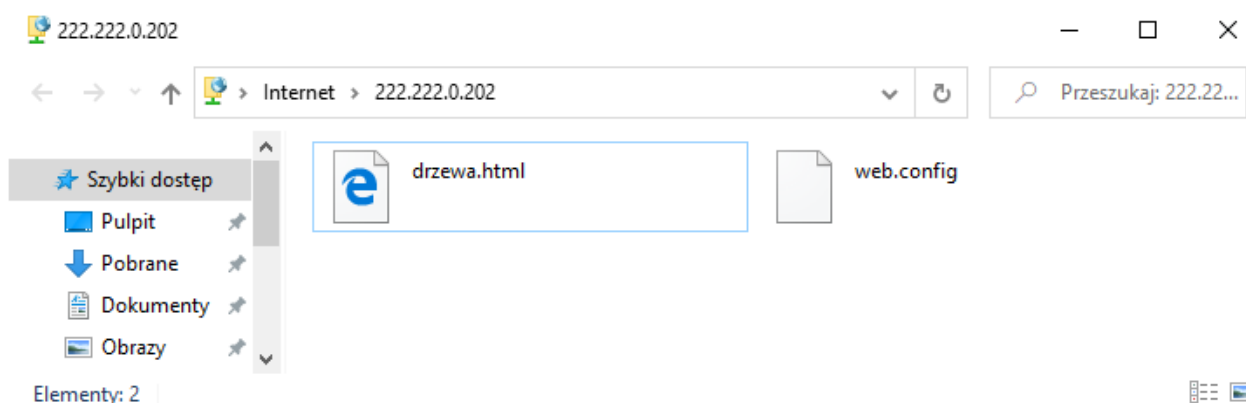 222.222.0.202
Internet > 222.222.0.202
Przeszukaj: 222.22...
Szybki dostęp
Pulpit
Pobrane
Dokumenty
Obrazy
drzewa.html
web.config
Elementy: 2